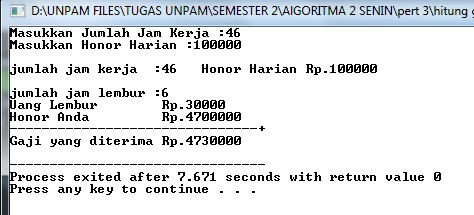 D:\UNPAM FILES\TUGAS UNPAM\SEMESTER 2\AlGORITMA 2 SENIN\pert 3\hitung
Masukkan Jumlah Jam Kerja :46
Masukkan Honor Harian :100000
jumlah jam kerja  :46   Honor Harian Rp.100000
jumlah jam lembur :6
Uang Lembur        Rp.30000
Honor Anda         Rp.4700000
-------------------------------+
Gaji yang diterima Rp.4730000
--------------------------------
Process exited after 7.671 seconds with return value 0
Press any key to continue . . .